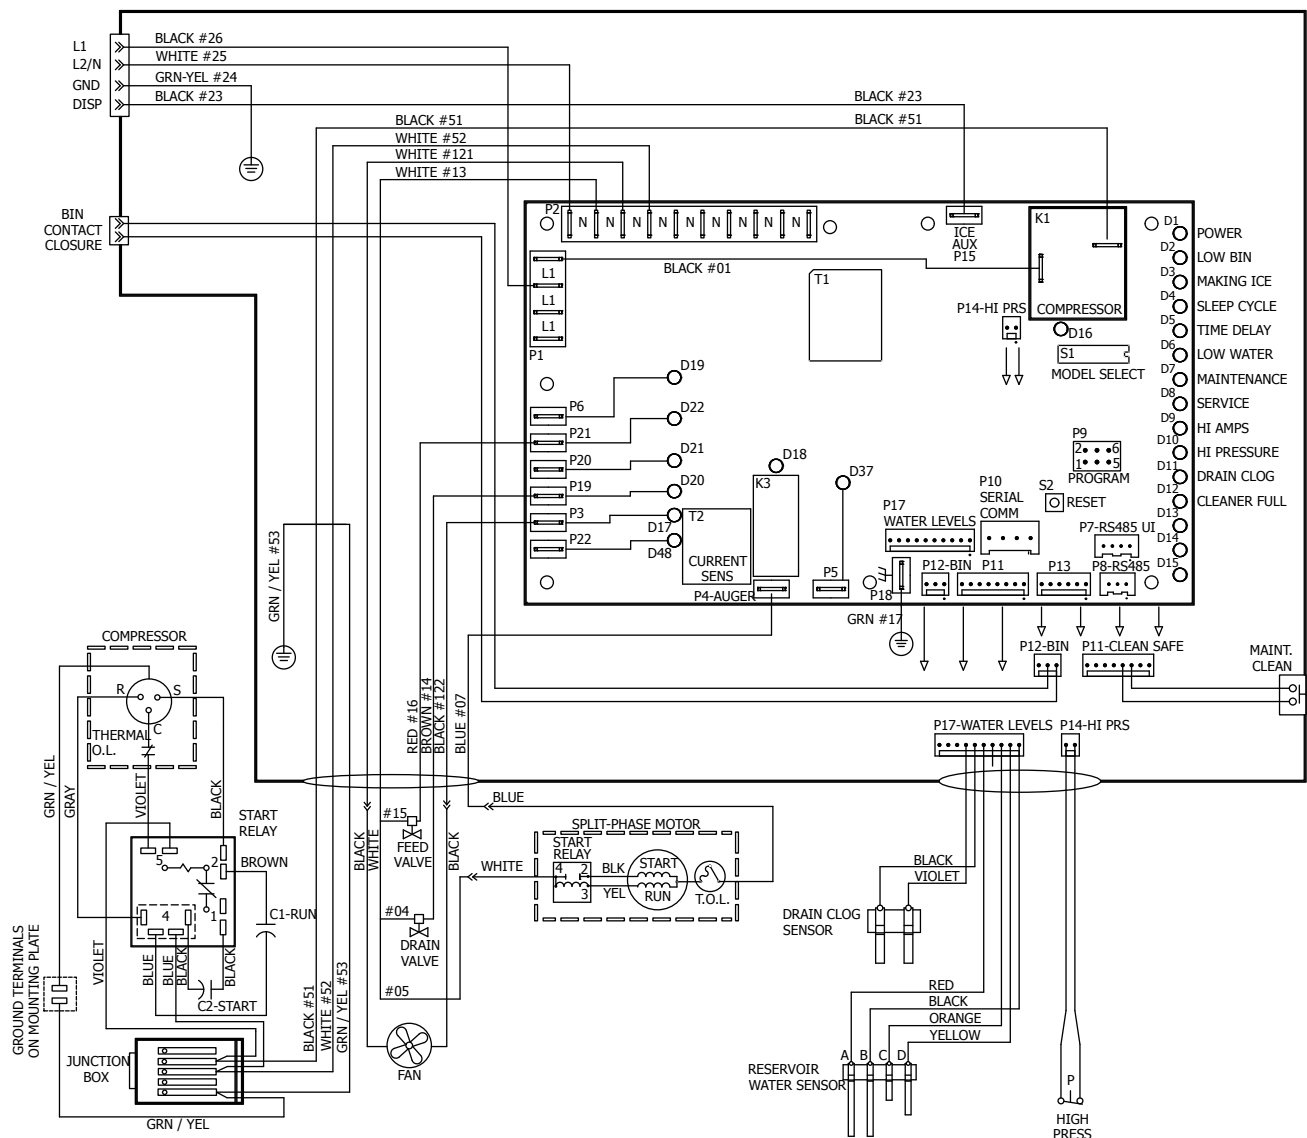 L1
BLACK #26
L2/N
WHITE #25
GND
GRN-YEL #24
DISP
BLACK #23
BLACK #23
BLACK #51
BLACK #51
WHITE #52
WHITE #121
WHITE #13
BIN
CONTACT
CLOSURE
P2
N N N N N N N N N
ICE
AUX
P15
K1
COMPRESSOR
BLACK #01
L1
L1
L1
P1
T1
P14-HI PRS
D16
S1
MODEL SELECT
D1
POWER
D2
LOW BIN
D3
MAKING ICE
D4
SLEEP CYCLE
D5
TIME DELAY
D6
LOW WATER
D7
MAINTENANCE
D8
SERVICE
D9
HI AMPS
D10
HI PRESSURE
D11
DRAIN CLOG
D12
CLEANER FULL
D13
D14
D15
P6
D19
P21
D22
P20
D21
P19
D20
P3
D17
P22
D48
T2
CURRENT
SENS
D18
K3
D37
P4-AUGER
P5
P9
2 6
1 5
PROGRAM
S2
RESET
P17
WATER LEVELS
P10
SERIAL
COMM
P7-RS485 UI
P12-BIN
P11
P13
P8-RS485
P18
GRN #17
P12-BIN
P11-CLEAN SAFE
MAINT.
CLEAN
P17-WATER LEVELS
P14-HI PRS
GRN / YEL #53
RED #16
BROWN #14
BLACK #122
BLUE #07
COMPRESSOR
R
S
C
THERMAL
O.L.
GRN / YEL
GRAY
VIOLET
BLACK
START
RELAY
5
2
BROWN
4
1
C1-RUN
VIOLET
BLUE
BLUE
BLACK
BLACK
C2-START
GROUND TERMINALS
ON MOUNTING PLATE
JUNCTION
BOX
GRN / YEL
BLACK #51
WHITE #52
GRN / YEL #53
BLACK
WHITE
BLACK
#15
FEED
VALVE
#04
DRAIN
VALVE
#05
FAN
BLUE
WHITE
SPLIT-PHASE MOTOR
START
RELAY
4 2
3
BLK
YEL
START
RUN
T.O.L.
BLACK
VIOLET
DRAIN CLOG
SENSOR
RED
BLACK
ORANGE
YELLOW
A B C D
RESERVOIR
WATER SENSOR
P
HIGH
PRESS